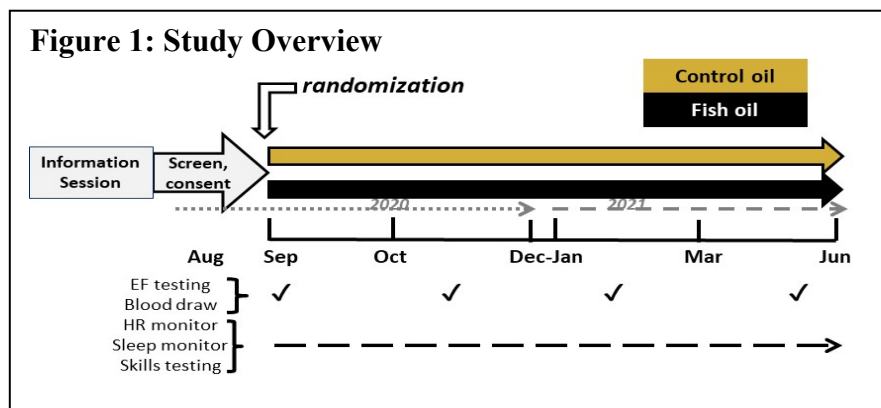 Figure 1: Study Overview
randomization
Control oil
Fish oil
Information
Session
Screen,
consent
2020
2021
Aug
Sep
Oct
Dec-Jan
Mar
Jun
EF testing
Blood draw
HR monitor
Sleep monitor
Skills testing